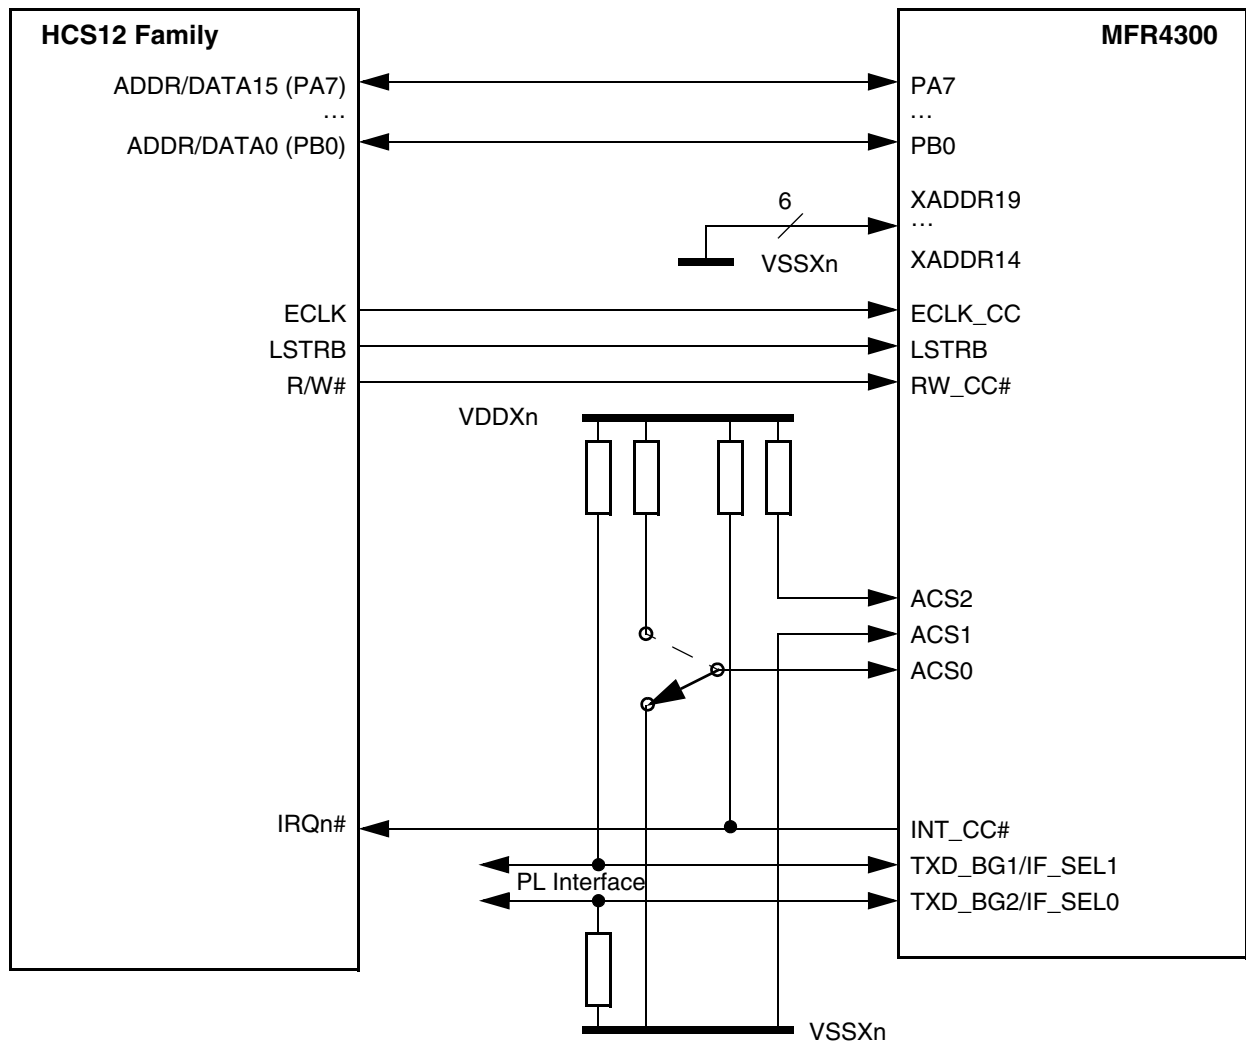 HCS12 Family
MFR4300
ADDR/DATA15 (PA7)
PA7
...
...
ADDR/DATA0 (PB0)
PB0
6
XADDR19
...
VSSXn
XADDR14
ECLK
ECLK_CC
LSTRB
LSTRB
R/W#
RW_CC#
VDDXn
ACS2
ACS1
ACS0
IRQn#
INT_CC#
TXD_BG1/IF_SEL1
PL Interface
TXD_BG2/IF_SEL0
VSSXn